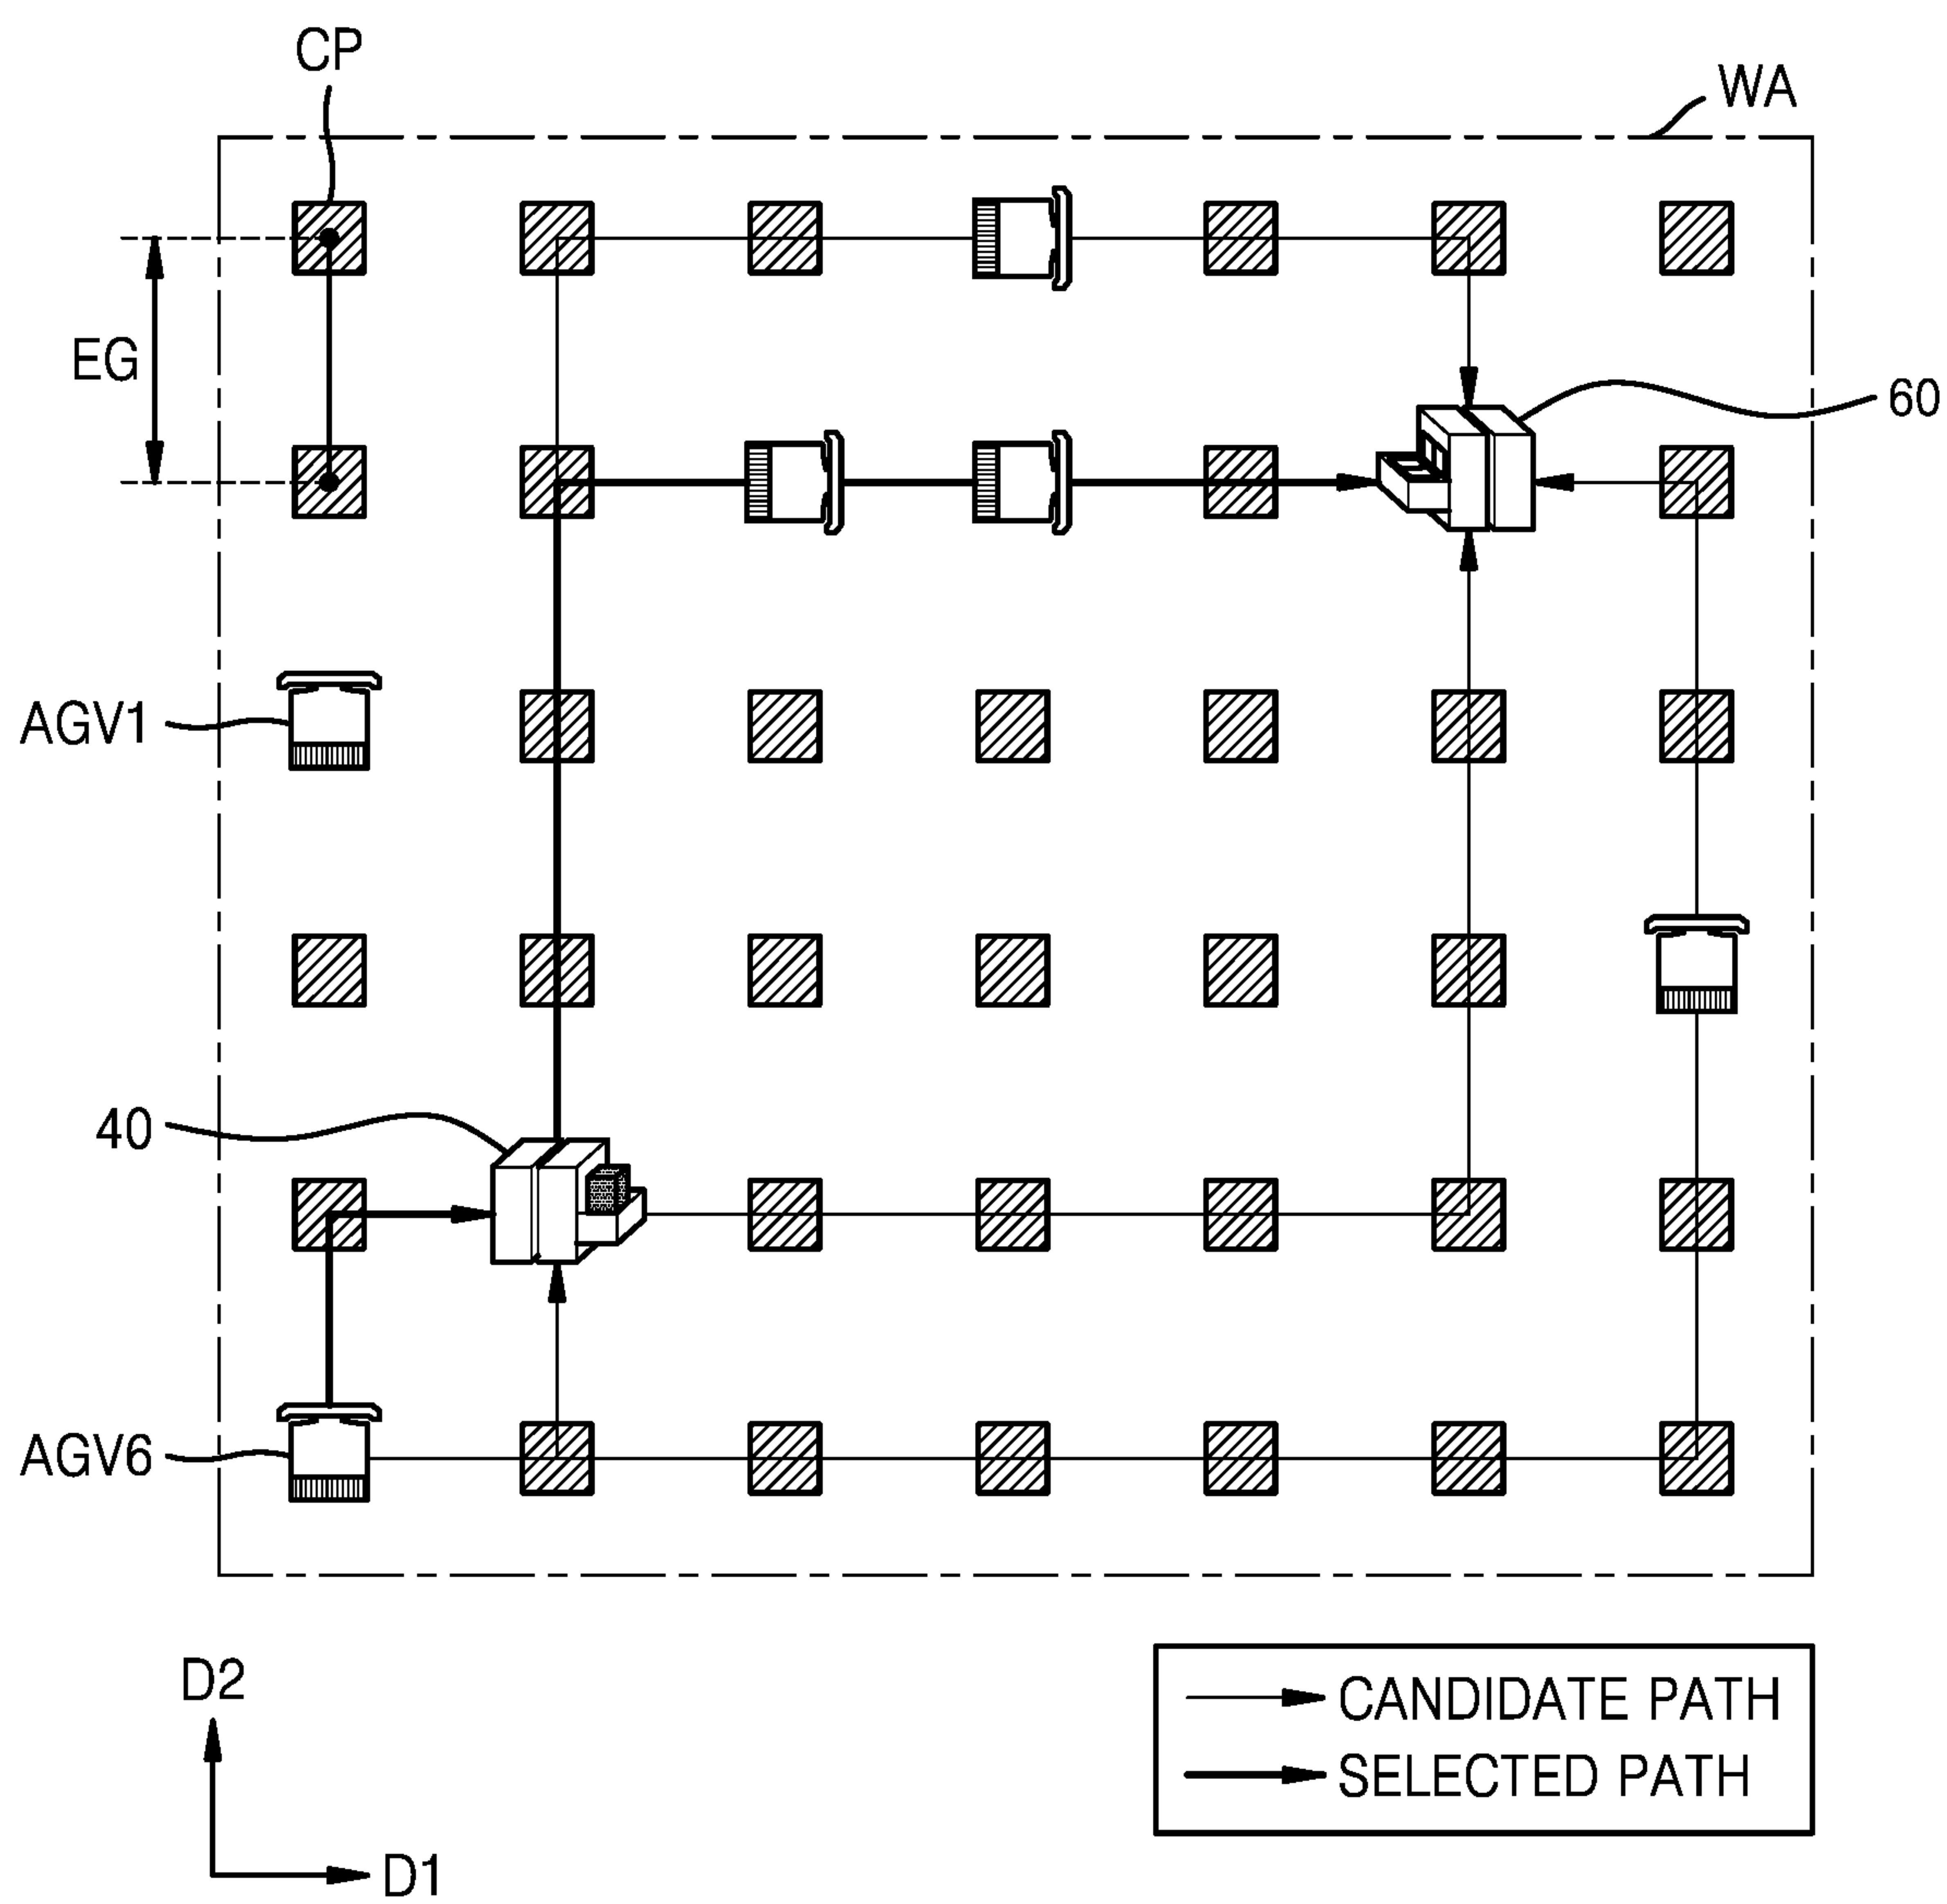 CP
WA
EG
60
AGV1
40
AGV6
D2
D1
CANDIDATE PATH
SELECTED PATH